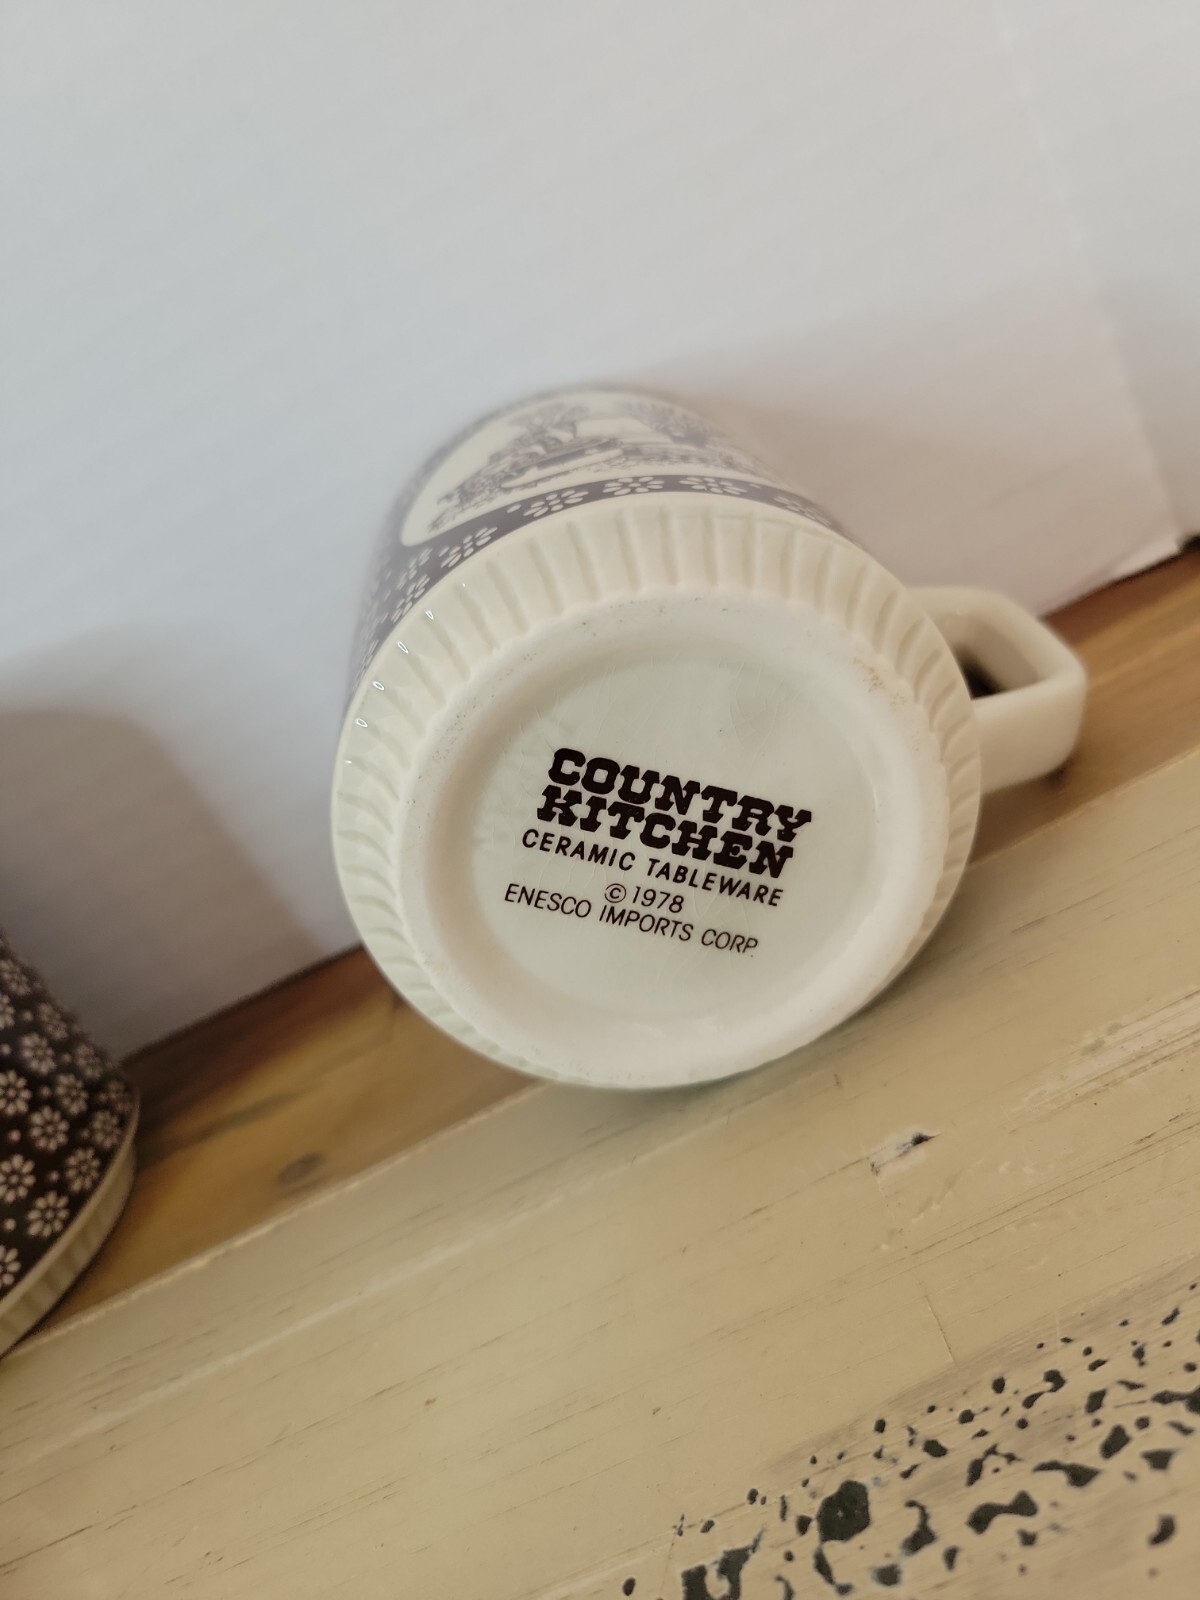 COUNTRY
KITCHEN
CERAMIC TABLEWARE
© 1978
ENESCO IMPORTS CORP.